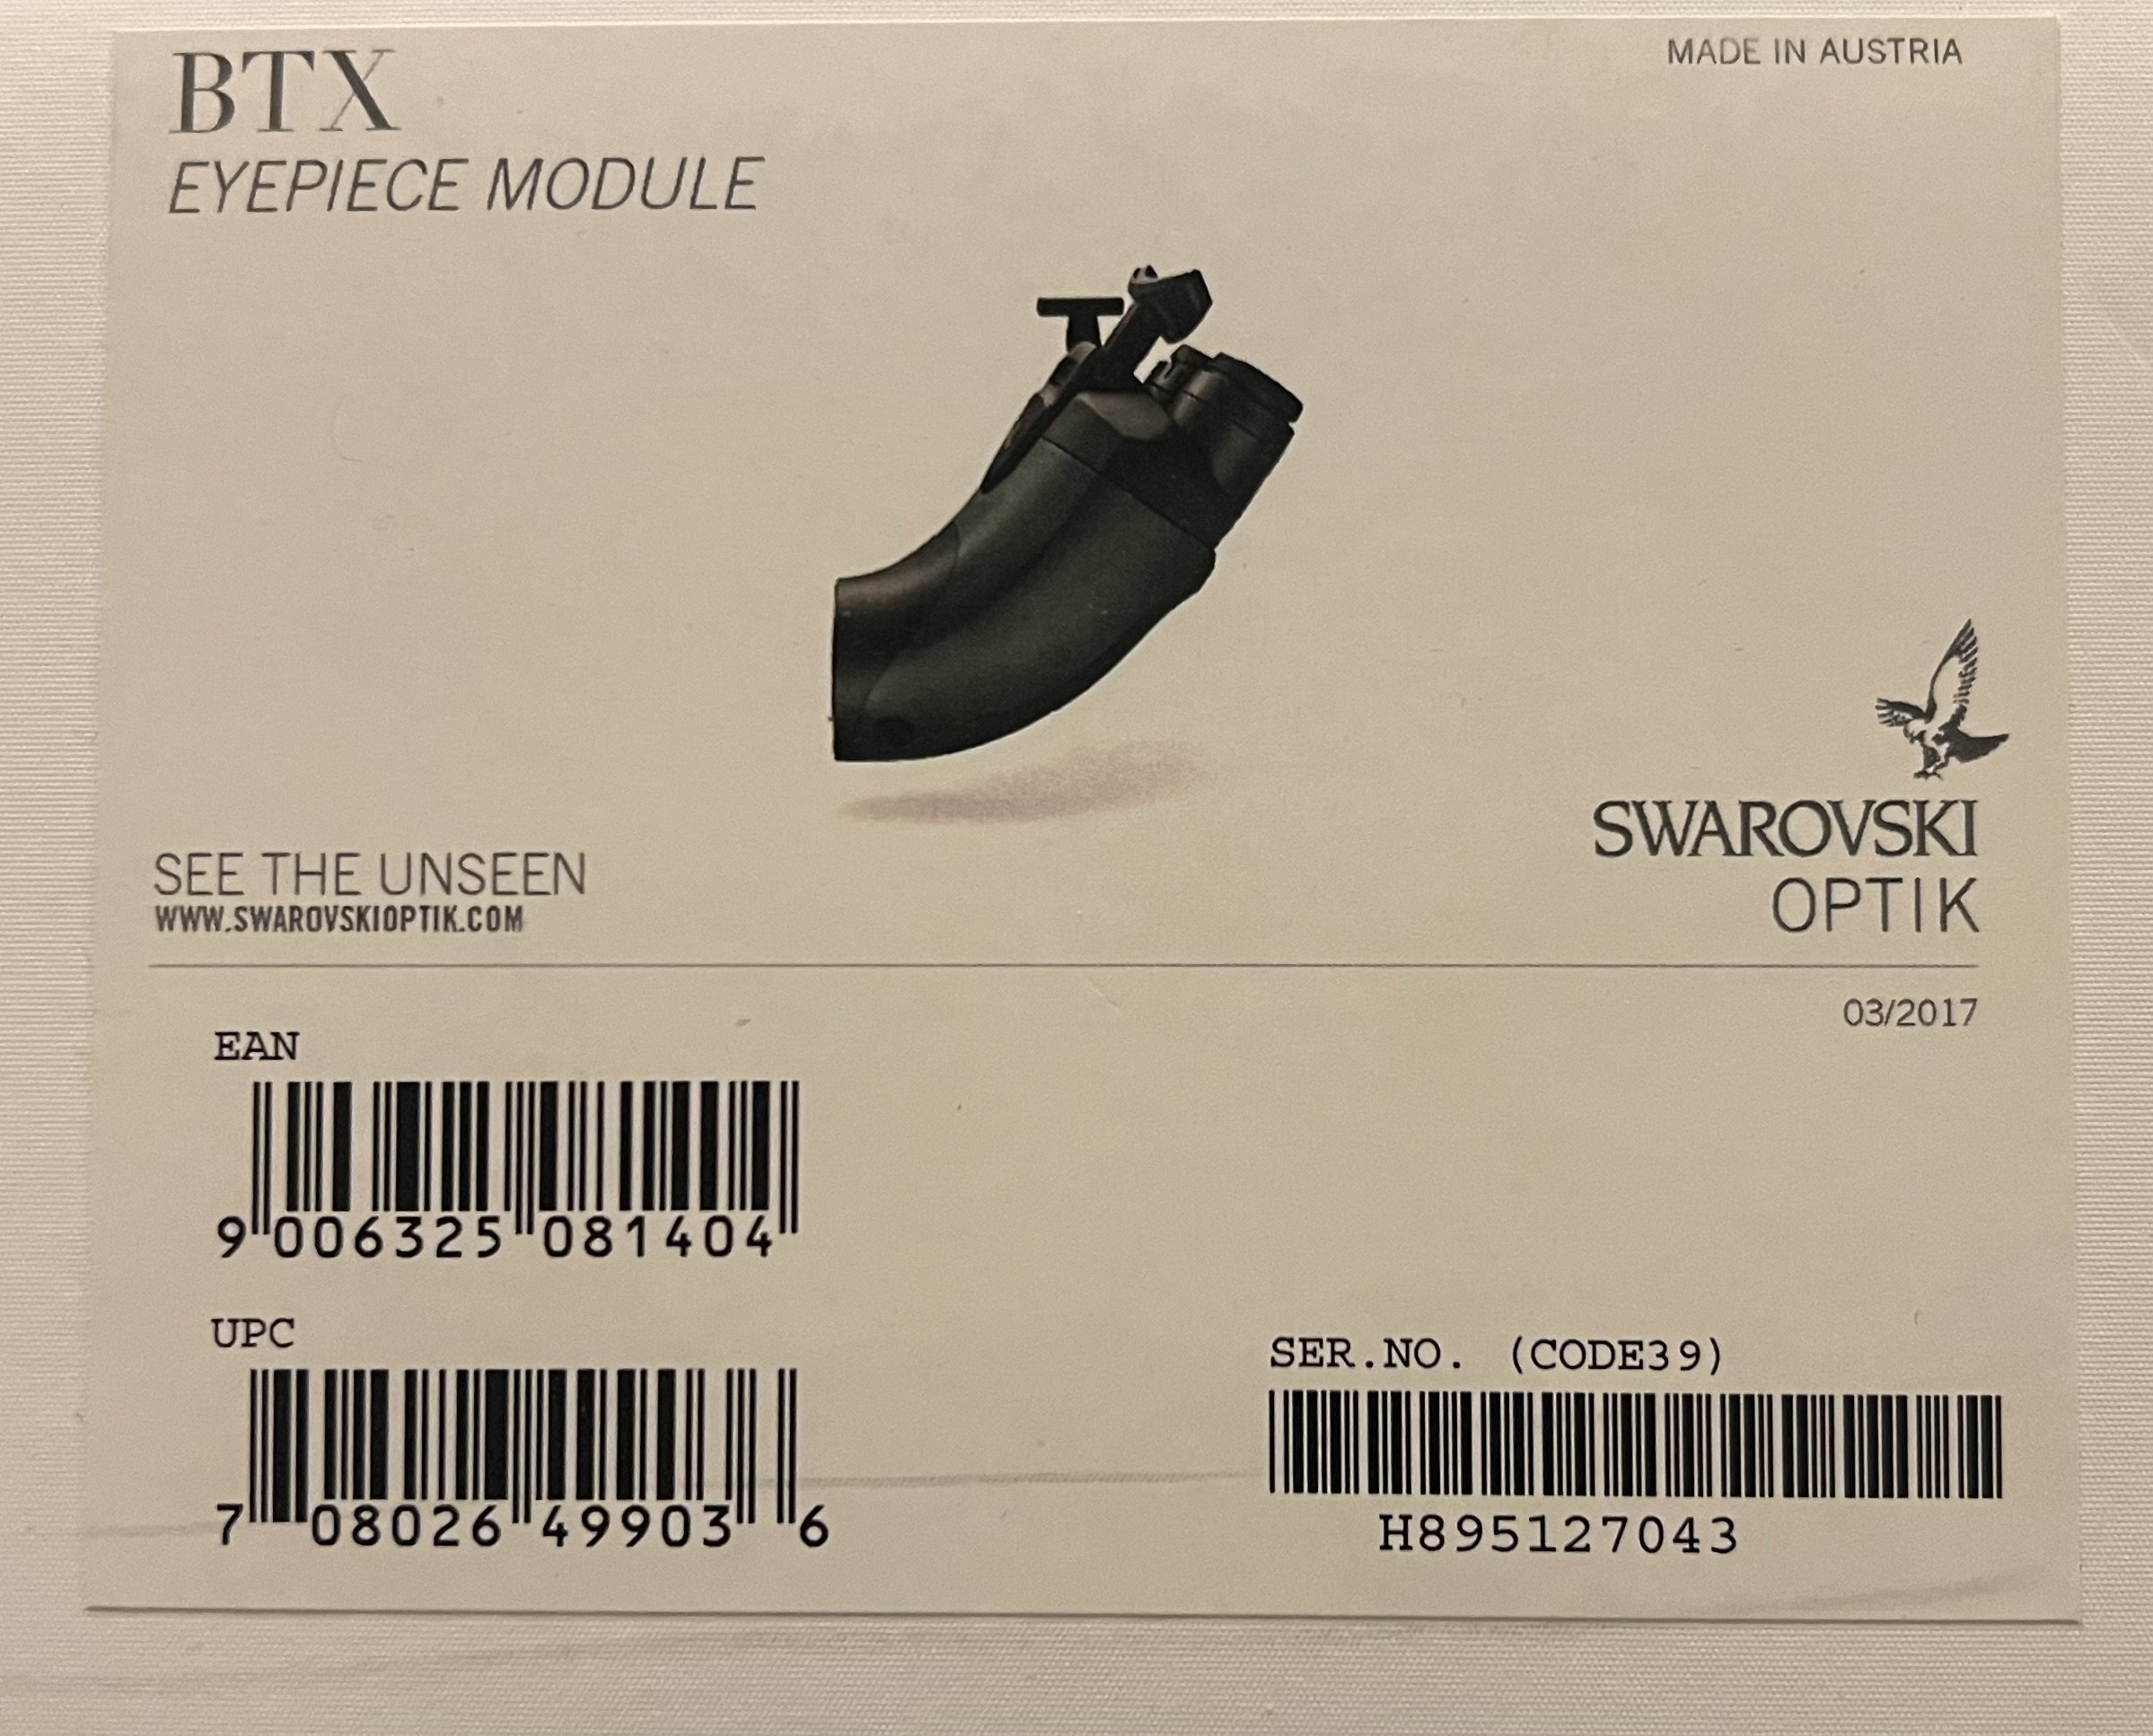 BTX
MADE IN AUSTRIA
EYEPIECE MODULE
SWAROVSKI
OPTIK
SEE THE UNSEEN
WWW.SWAROVSKIOPTIK.COM
03/2017
EAN
9 006325 081404
UPC
7 08026 49903 6
SER.NO. (CODE39)
H895127043